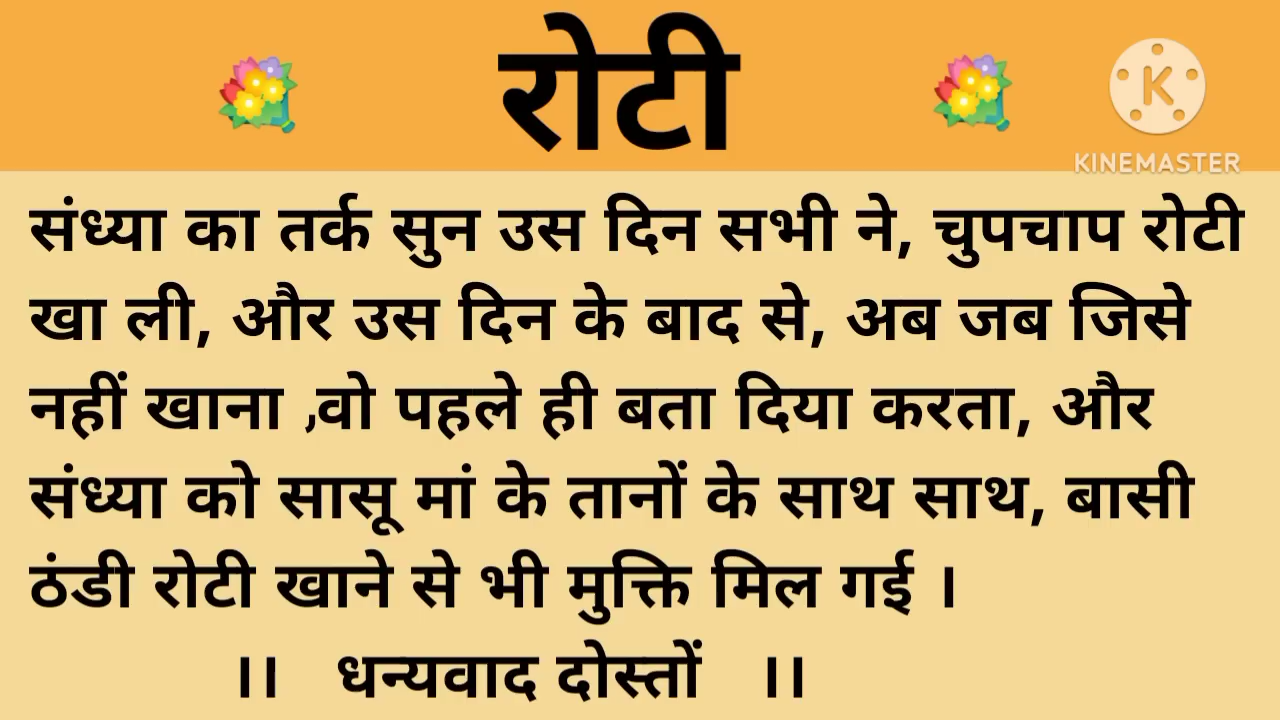 रोटी
KINEMASTER
संध्या का तर्क सुन उस दिन सभी ने, चुपचाप रोटी
खा ली, और उस दिन के बाद से, अब जब जिसे
नहीं खाना ,वो पहले ही बता दिया करता, और
संध्या को सासू मां के तानों के साथ साथ, बासी
ठंडी रोटी खाने से भी मुक्ति मिल गई ।
।। धन्यवाद दोस्तों ।।